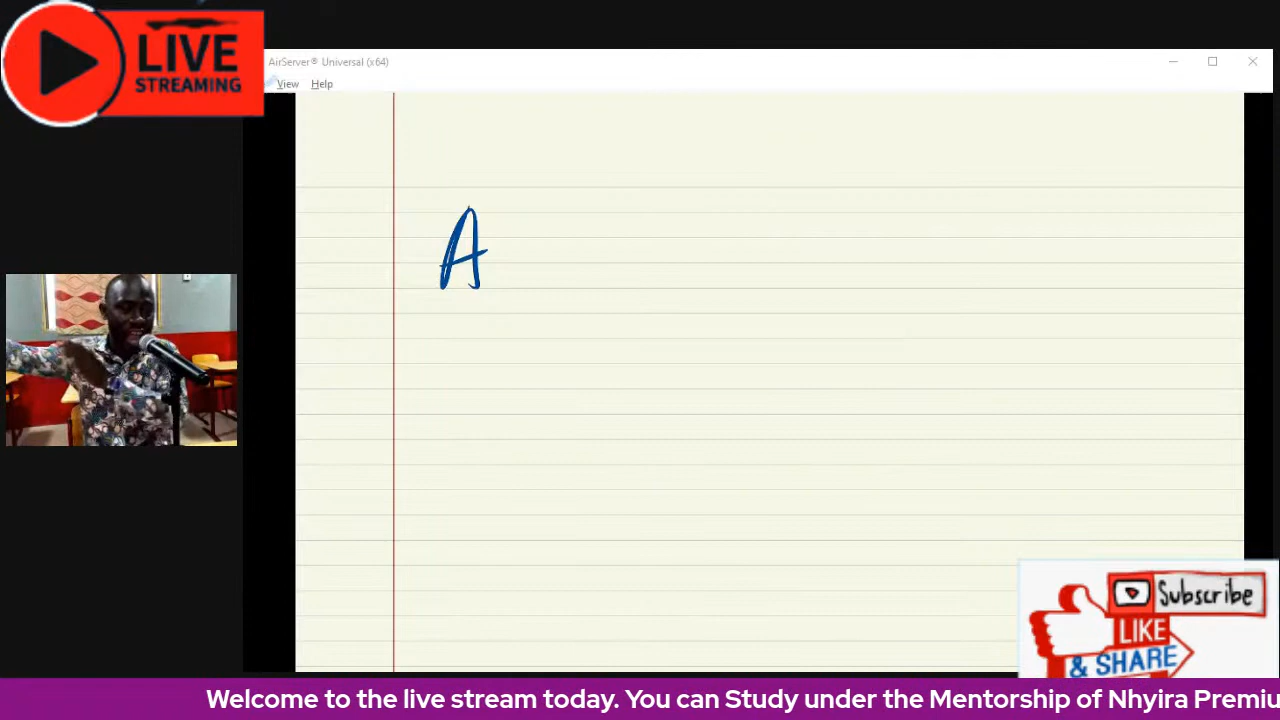 LIVE
STREAMING
AirServer® Universal (x64)
View Help
A
Subscribe
LIKE
& SHARE
Welcome to the live stream today. You can Study under the Mentorship of Nhyira Premiu